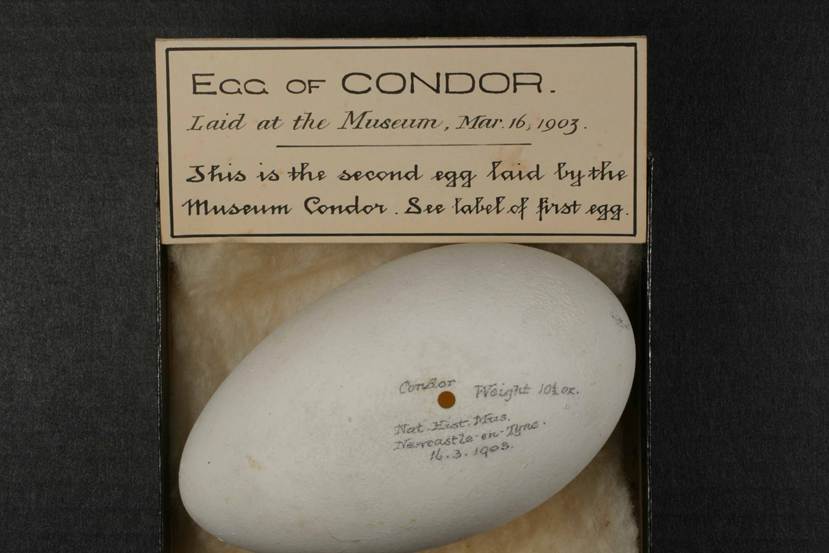 EGG OF CONDOR.
Laid at the Museum, Mar. 16, 1903.
This is the second egg laid by the
Museum Condor. See label of first egg.
Condor Weight 10½ oz.
Nat. Hist. Mus.
Newcastle-on-Tyne.
16.3.1903.